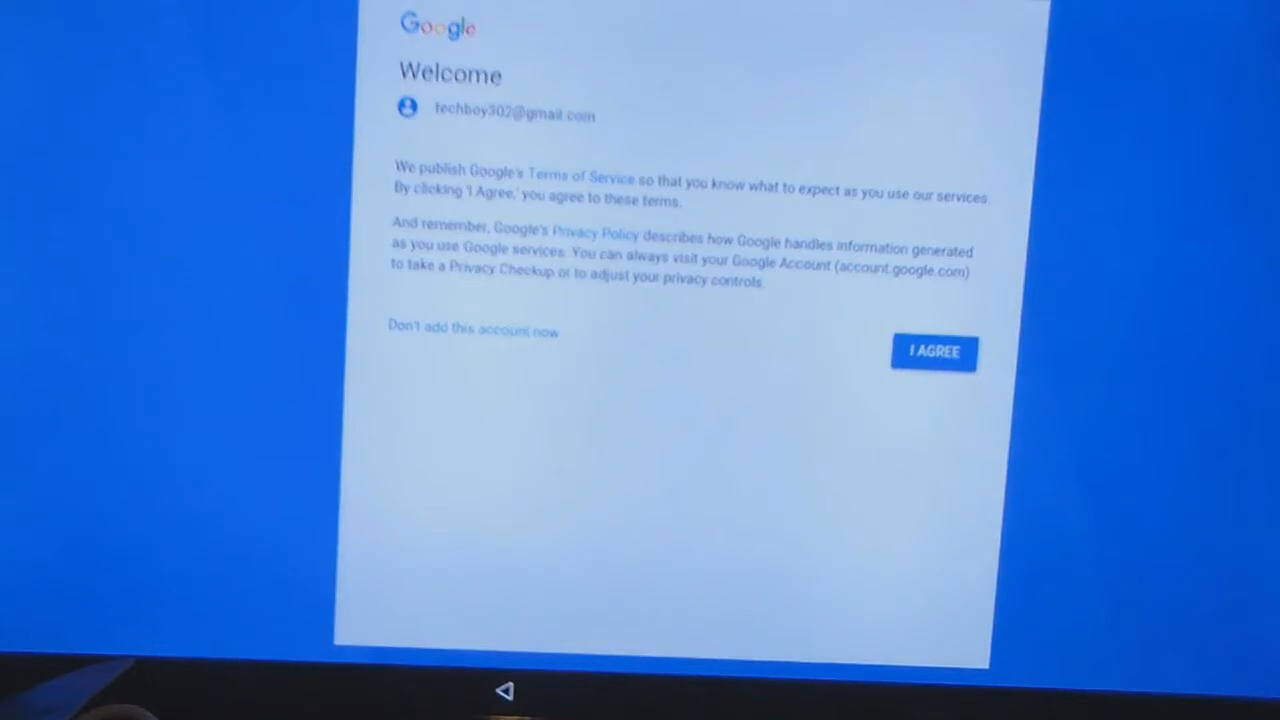 Google
Welcome
techboy302@gmail.com
We publish Google's Terms of Service so that you know what to expect as you use our services.
By clicking 'I Agree,' you agree to these terms.
And remember, Google's Privacy Policy describes how Google handles information generated
as you use Google services. You can always visit your Google Account (account.google.com)
to take a Privacy Checkup or to adjust your privacy controls.
Don't add this account now
I AGREE